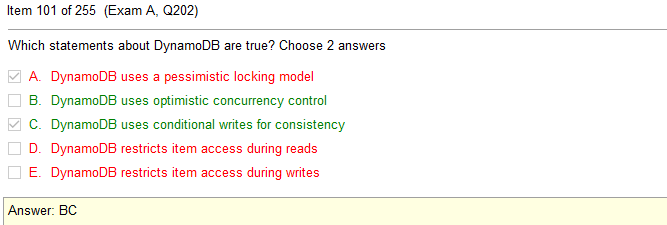 Item 101 of 255 (Exam A, Q202)
Which statements about DynamoDB are true? Choose 2 answers
A. DynamoDB uses a pessimistic locking model
B. DynamoDB uses optimistic concurrency control
C. DynamoDB uses conditional writes for consistency
D. DynamoDB restricts item access during reads
E. DynamoDB restricts item access during writes
Answer: BC